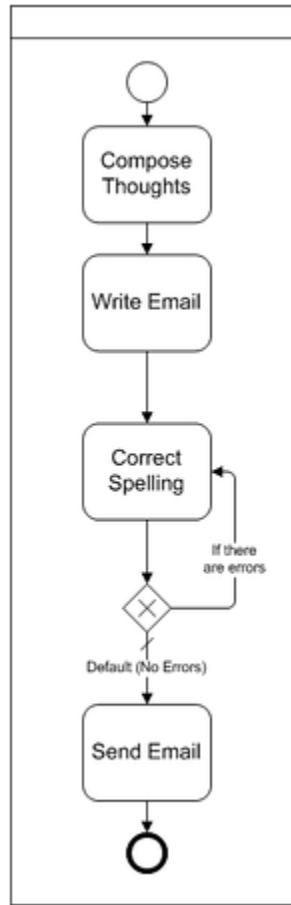 Compose
Thoughts
Write Email
Correct
Spelling
If there
are errors
Default (No Errors)
Send Email